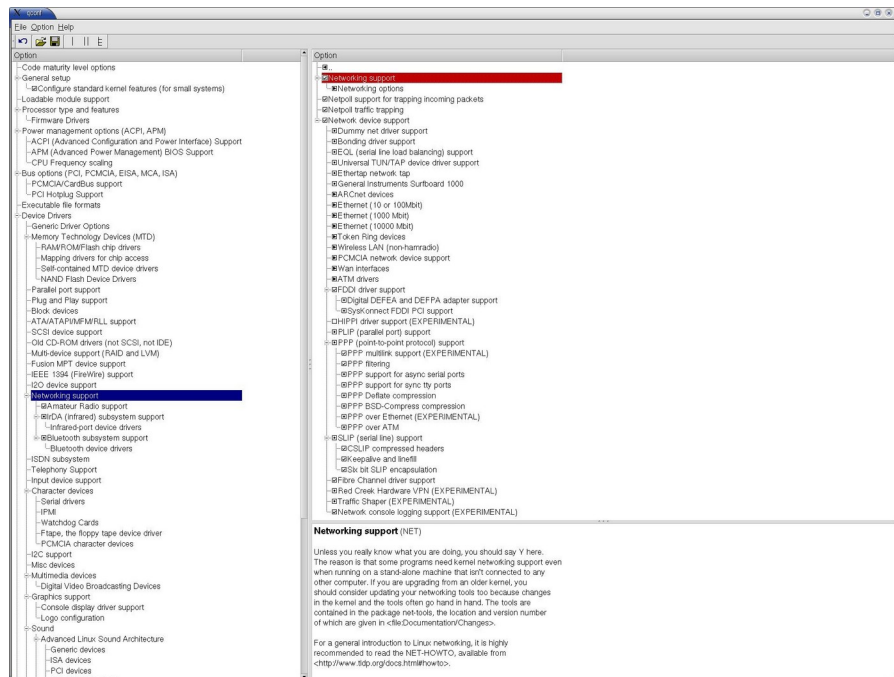 qconf
File Option Help
Option
Code maturity level options
General setup
Configure standard kernel features (for small systems)
Loadable module support
Processor type and features
Firmware Drivers
Power management options (ACPI, APM)
ACPI (Advanced Configuration and Power Interface) Support
APM (Advanced Power Management) BIOS Support
CPU Frequency scaling
Bus options (PCI, PCMCIA, EISA, MCA, ISA)
PCMCIA/CardBus support
PCI Hotplug Support
Executable file formats
Device Drivers
Generic Driver Options
Memory Technology Devices (MTD)
RAM/ROM/Flash chip drivers
Mapping drivers for chip access
Self-contained MTD device drivers
NAND Flash Device Drivers
Parallel port support
Plug and Play support
Block devices
ATA/ATAPI/MFM/RLL support
SCSI device support
Old CD-ROM drivers (not SCSI, not IDE)
Multi-device support (RAID and LVM)
Fusion MPT device support
IEEE 1394 (FireWire) support
I2O device support
Networking support
Amateur Radio support
IrDA (infrared) subsystem support
Infrared-port device drivers
Bluetooth subsystem support
Bluetooth device drivers
ISDN subsystem
Telephony Support
Input device support
Character devices
Serial drivers
IPMI
Watchdog Cards
Ftape, the floppy tape device driver
PCMCIA character devices
I2C support
Misc devices
Multimedia devices
Digital Video Broadcasting Devices
Graphics support
Console display driver support
Logo configuration
Sound
Advanced Linux Sound Architecture
Generic devices
ISA devices
PCI devices
Option
..
Networking support
Networking options
Netpoll support for trapping incoming packets
Netpoll traffic trapping
Network device support
Dummy net driver support
Bonding driver support
EQL (serial line load balancing) support
Universal TUN/TAP device driver support
Ethertap network tap
General Instruments Surfboard 1000
ARCnet devices
Ethernet (10 or 100Mbit)
Ethernet (1000 Mbit)
Ethernet (10000 Mbit)
Token Ring devices
Wireless LAN (non-hamradio)
PCMCIA network device support
Wan interfaces
ATM drivers
FDDI driver support
Digital DEFEA and DEFPA adapter support
SysKonnect FDDI PCI support
HIPPI driver support (EXPERIMENTAL)
PLIP (parallel port) support
PPP (point-to-point protocol) support
PPP multilink support (EXPERIMENTAL)
PPP filtering
PPP support for async serial ports
PPP support for sync tty ports
PPP Deflate compression
PPP BSD-Compress compression
PPP over Ethernet (EXPERIMENTAL)
PPP over ATM
SLIP (serial line) support
CSLIP compressed headers
Keepalive and linefill
Six bit SLIP encapsulation
Fibre Channel driver support
Red Creek Hardware VPN (EXPERIMENTAL)
Traffic Shaper (EXPERIMENTAL)
Network console logging support (EXPERIMENTAL)
Networking support (NET)
Unless you really know what you are doing, you should say Y here.
The reason is that some programs need kernel networking support even
when running on a stand-alone machine that isn't connected to any
other computer. If you are upgrading from an older kernel, you
should consider updating your networking tools too because changes
in the kernel and the tools often go hand in hand. The tools are
contained in the package net-tools, the location and version number
of which are given in <file:Documentation/Changes>.
For a general introduction to Linux networking, it is highly
recommended to read the NET-HOWTO, available from
<http://www.tldp.org/docs.html#howto>.